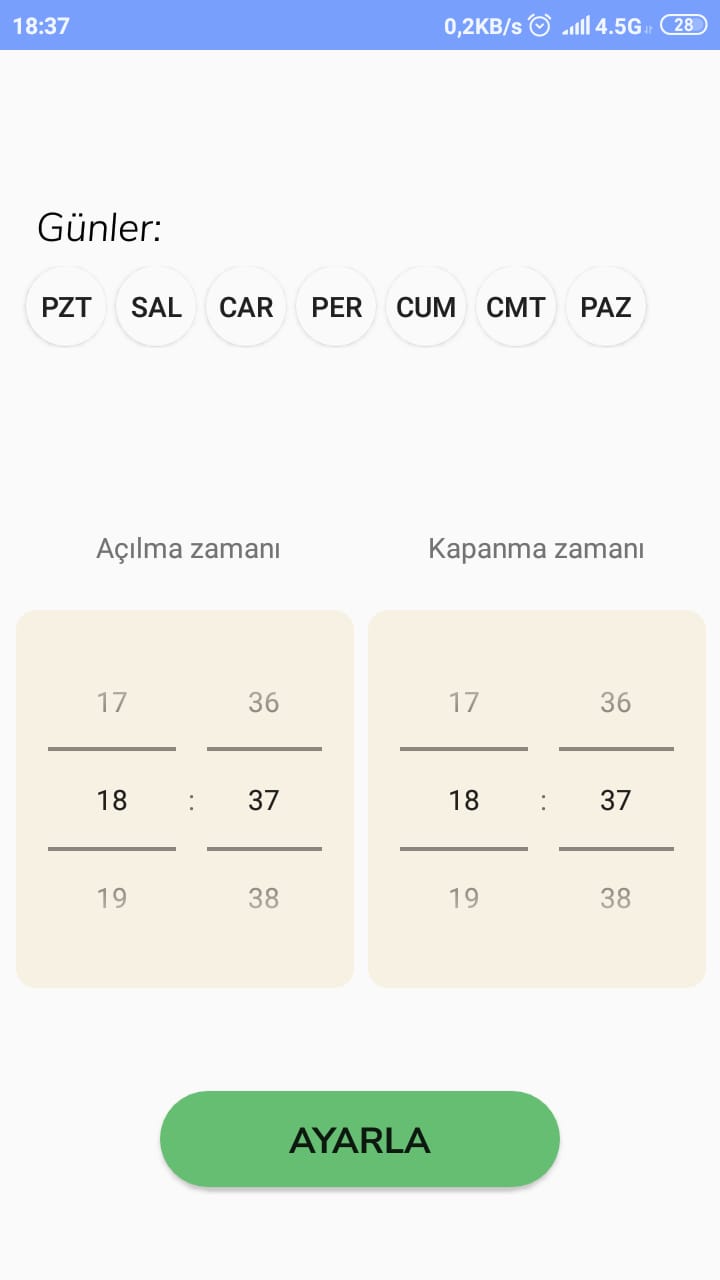 18:37 0,2KB/s 4.5G 28
Günler:
PZT SAL CAR PER CUM CMT PAZ
Açılma zamanı Kapanma zamanı
17 36 17 36
18 : 37 18 : 37
19 38 19 38
AYARLA